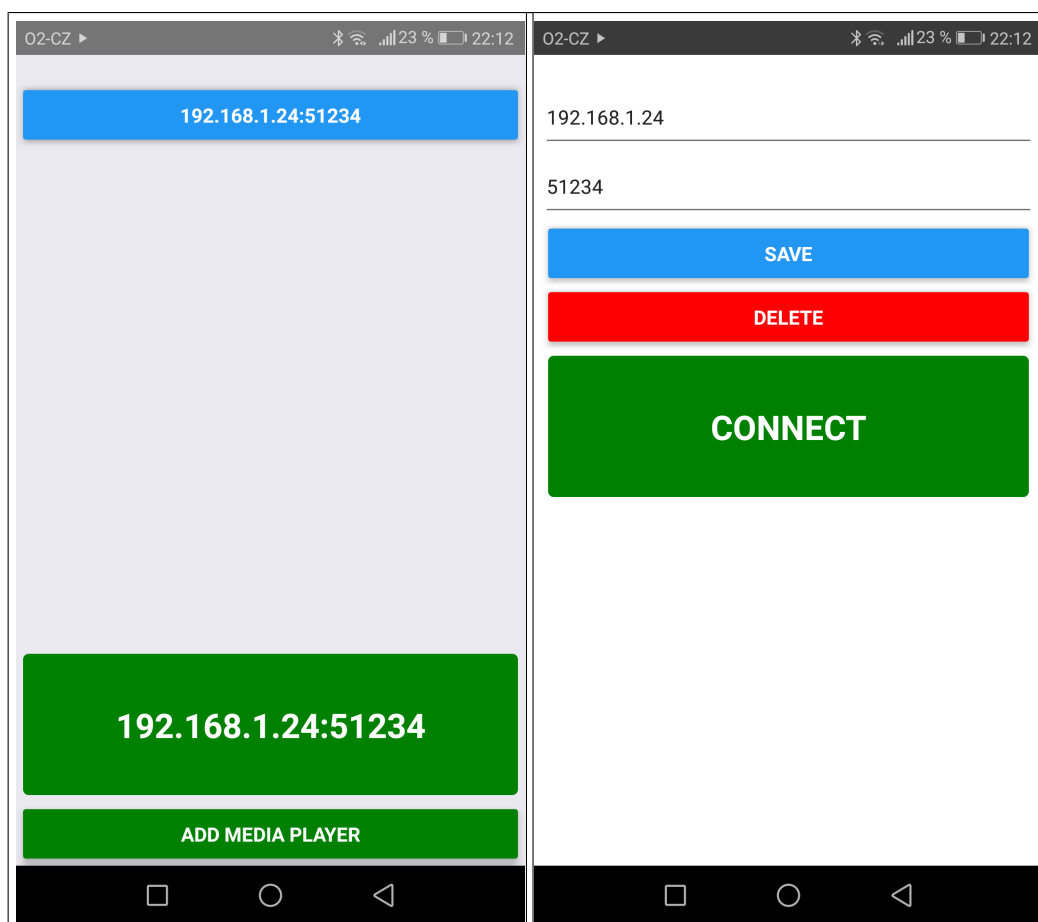 O2-CZ 23 % 22:12
192.168.1.24:51234
192.168.1.24:51234
ADD MEDIA PLAYER
O2-CZ 23 % 22:12
192.168.1.24
51234
SAVE
DELETE
CONNECT